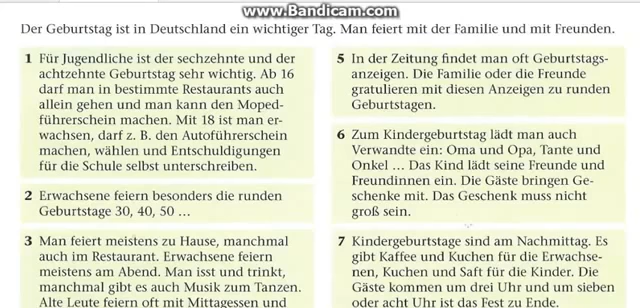 www.Bandicam.com
Der Geburtstag ist in Deutschland ein wichtiger Tag. Man feiert mit der Familie und mit Freunden.
1 Für Jugendliche ist der sechzehnte und der
achtzehnte Geburtstag sehr wichtig. Ab 16
darf man in bestimmte Restaurants auch
allein gehen und man kann den Moped-
führerschein machen. Mit 18 ist man er-
wachsen, darf z. B. den Autoführerschein
machen, wählen und Entschuldigungen
für die Schule selbst unterschreiben.
2 Erwachsene feiern besonders die runden
Geburtstage 30, 40, 50 ...
3 Man feiert meistens zu Hause, manchmal
auch im Restaurant. Erwachsene feiern
meistens am Abend. Man isst und trinkt,
manchmal gibt es auch Musik zum Tanzen.
Alte Leute feiern oft mit Mittagessen und
5 In der Zeitung findet man oft Geburtstags-
anzeigen. Die Familie oder die Freunde
gratulieren mit diesen Anzeigen zu runden
Geburtstagen.
6 Zum Kindergeburtstag lädt man auch
Verwandte ein: Oma und Opa, Tante und
Onkel ... Das Kind lädt seine Freunde und
Freundinnen ein. Die Gäste bringen Ge-
schenke mit. Das Geschenk muss nicht
groß sein.
7 Kindergeburtstage sind am Nachmittag. Es
gibt Kaffee und Kuchen für die Erwachse-
nen, Kuchen und Saft für die Kinder. Die
Gäste kommen um drei Uhr und um sieben
oder acht Uhr ist das Fest zu Ende.